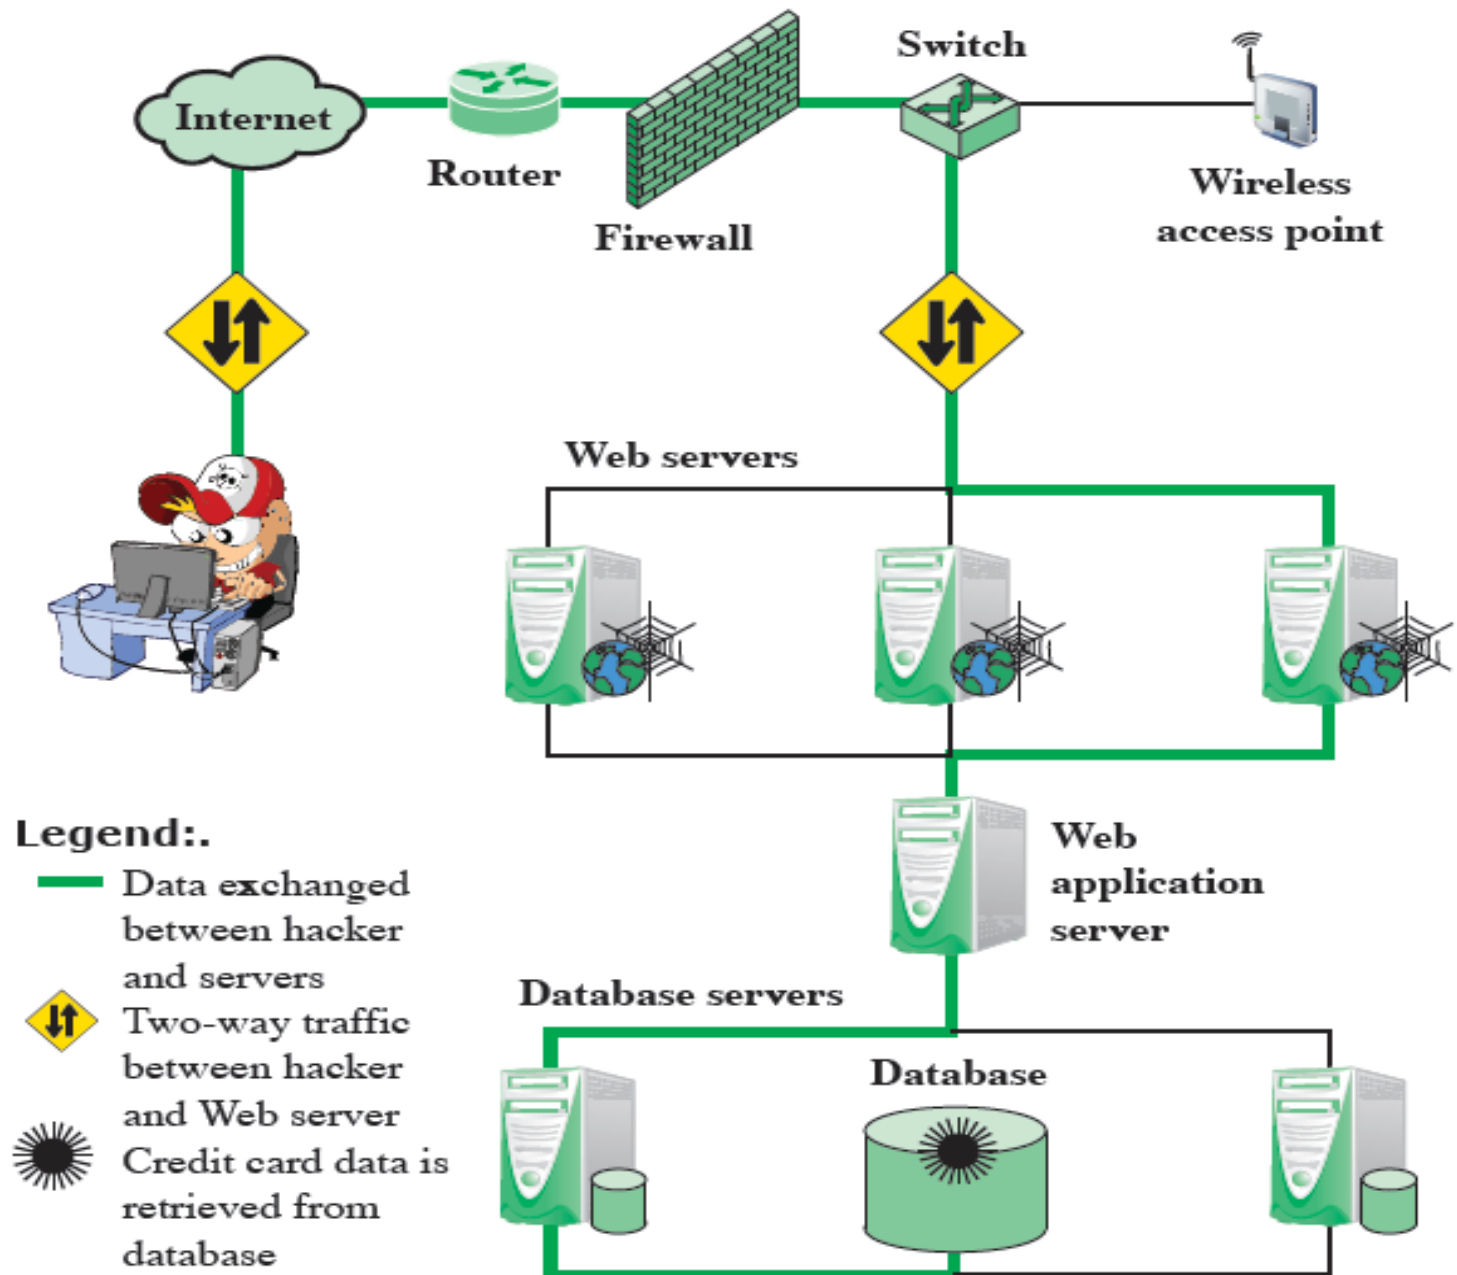 Switch
Internet
Router
Firewall
Wireless
access point
Web servers
Web
application
server
Database servers
Database
Legend:.
Data exchanged
between hacker
and servers
Two-way traffic
between hacker
and Web server
Credit card data is
retrieved from
database